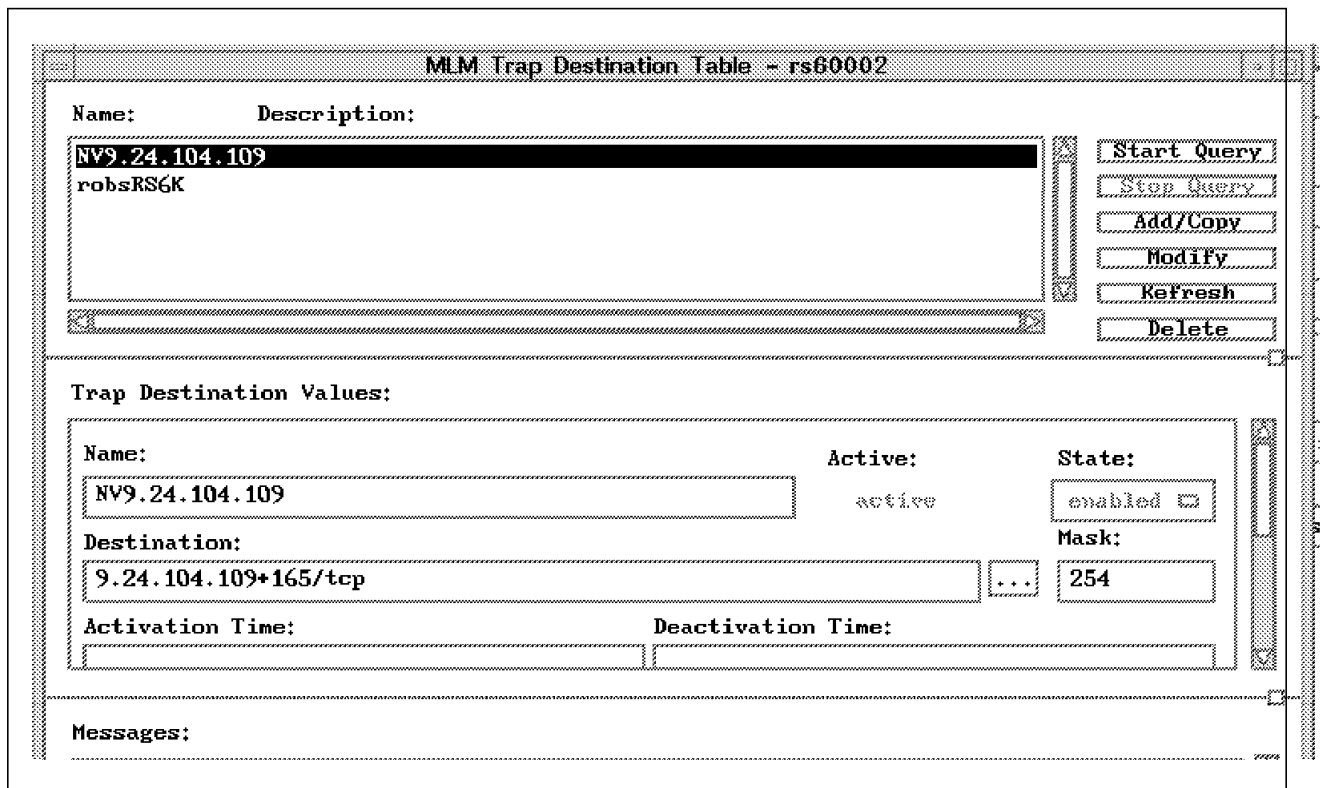 MLM Trap Destination Table - rs60002
Name: Description:
NV9.24.104.109
robsRS6K
Start Query
Stop Query
Add/Copy
Modify
Refresh
Delete
Trap Destination Values:
Name: Active: State:
NV9.24.104.109 active enabled
Destination: Mask:
9.24.104.109+165/tcp ... 254
Activation Time: Deactivation Time:
Messages: